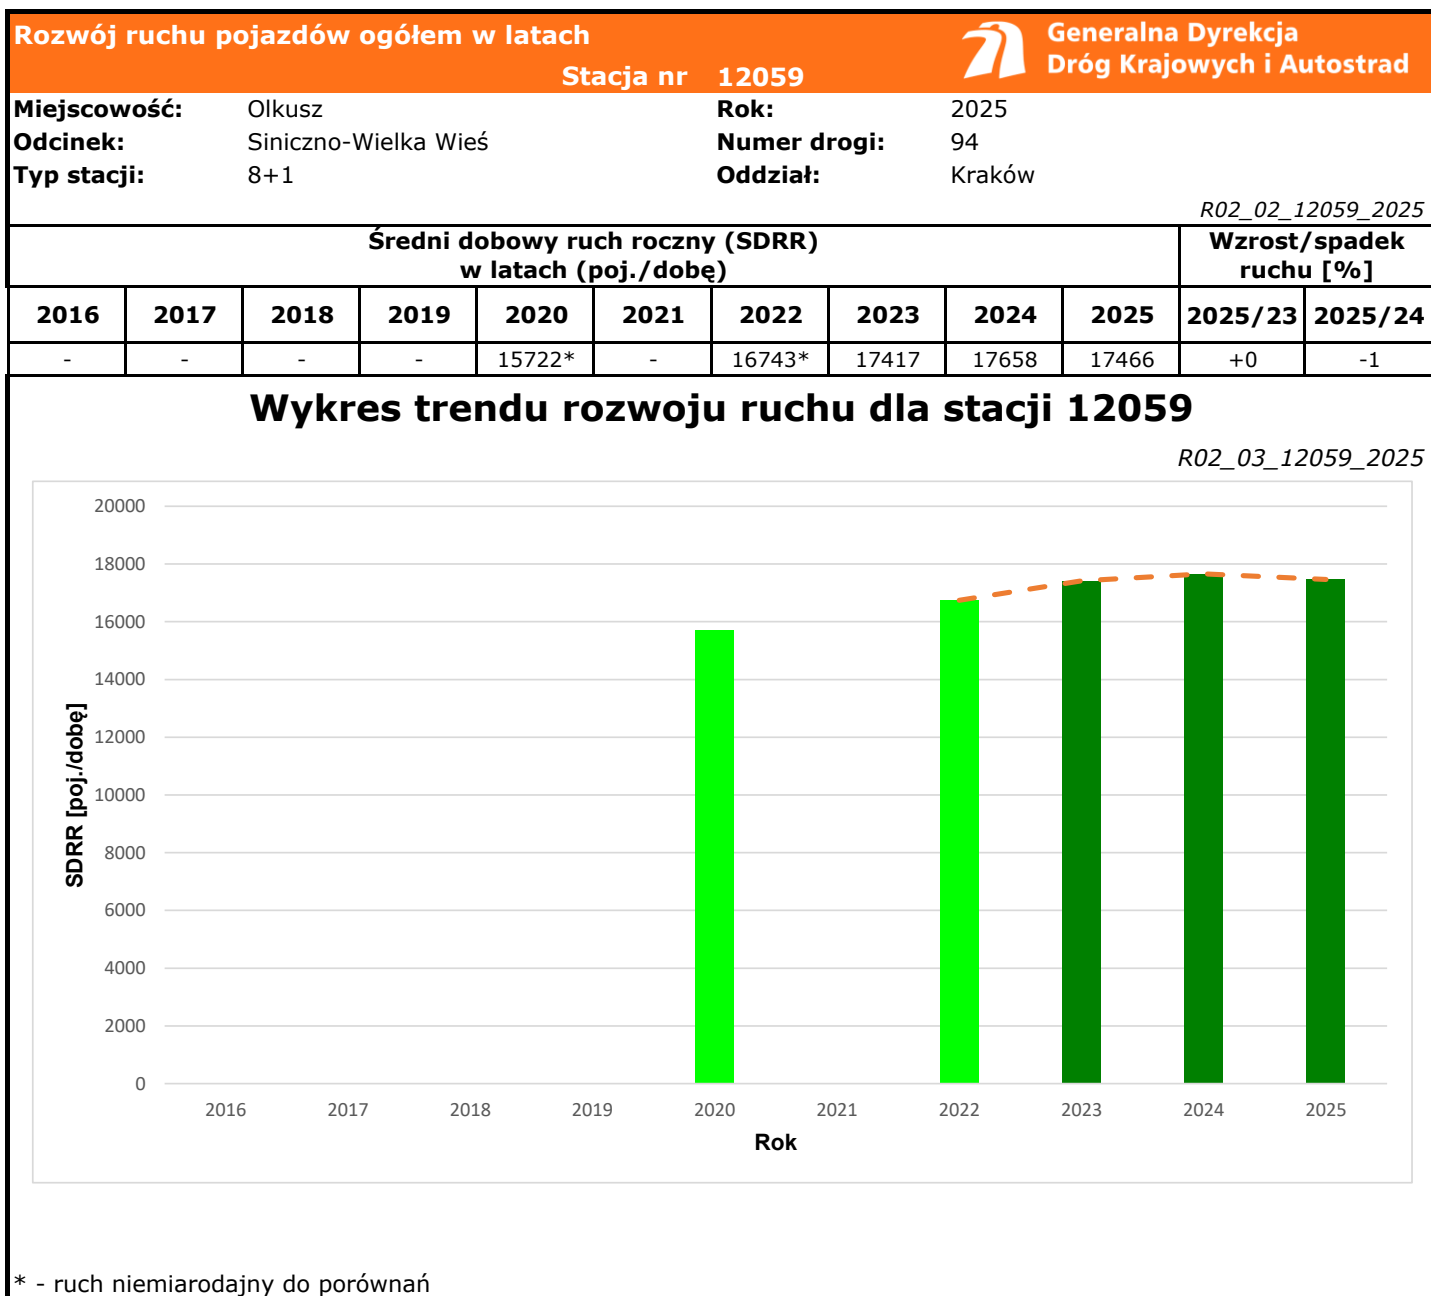 Rozwój ruchu pojazdów ogółem w latach
Generalna Dyrekcja
Dróg Krajowych i Autostrad
Stacja nr 12059
Miejscowość: Olkusz Rok: 2025
Odcinek: Siniczno-Wielka Wieś Numer drogi: 94
Typ stacji: 8+1 Oddział: Kraków
R02_02_12059_2025
Średni dobowy ruch roczny (SDRR)
w latach (poj./dobę)
Wzrost/spadek
ruchu [%]
2016 2017 2018 2019 2020 2021 2022 2023 2024 2025 2025/23 2025/24
- - - - 15722* - 16743* 17417 17658 17466 +0 -1
Wykres trendu rozwoju ruchu dla stacji 12059
R02_03_12059_2025
20000
18000
16000
14000
12000
10000
8000
6000
4000
2000
0
SDRR [poj./dobę]
2016 2017 2018 2019 2020 2021 2022 2023 2024 2025
Rok
* - ruch niemiarodajny do porównań